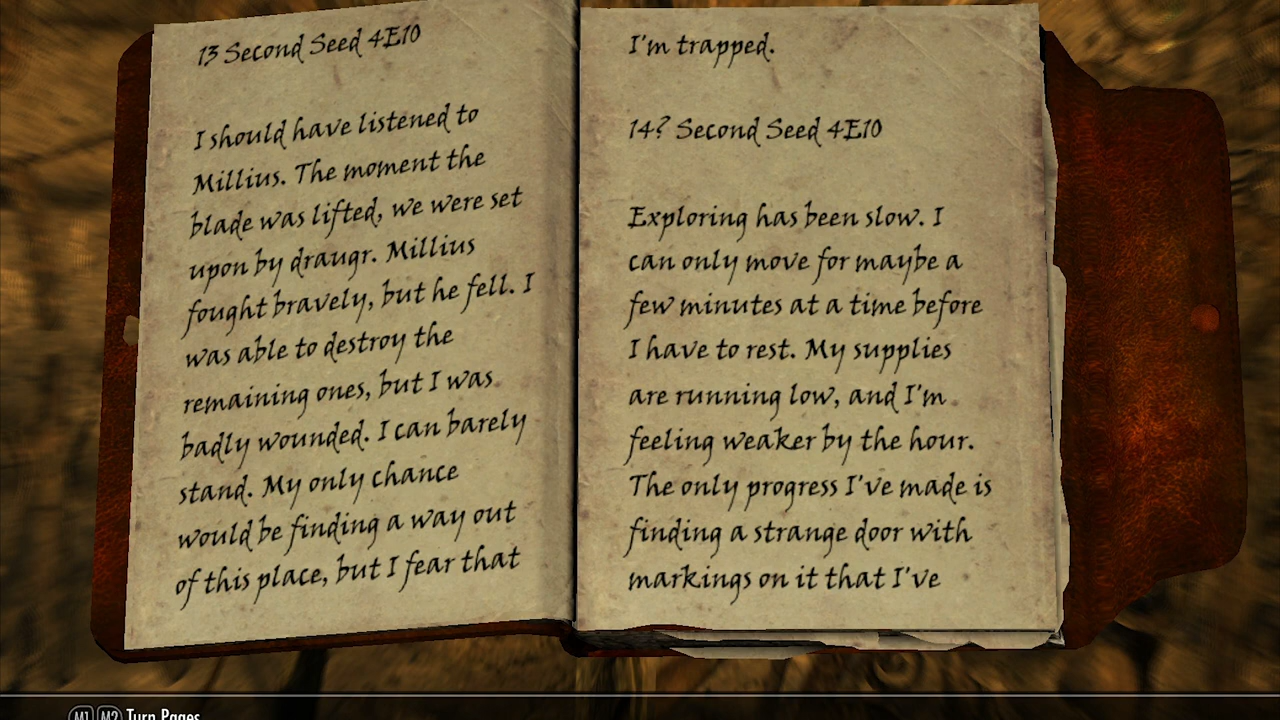 13 Second Seed 4E10
I should have listened to
Millius. The moment the
blade was lifted, we were set
upon by draugr. Millius
fought bravely, but he fell. I
was able to destroy the
remaining ones, but I was
badly wounded. I can barely
stand. My only chance
would be finding a way out
of this place, but I fear that
I'm trapped.
14? Second Seed 4E10
Exploring has been slow. I
can only move for maybe a
few minutes at a time before
I have to rest. My supplies
are running low, and I'm
feeling weaker by the hour.
The only progress I've made is
finding a strange door with
markings on it that I've
M1 M2 Turn Pages